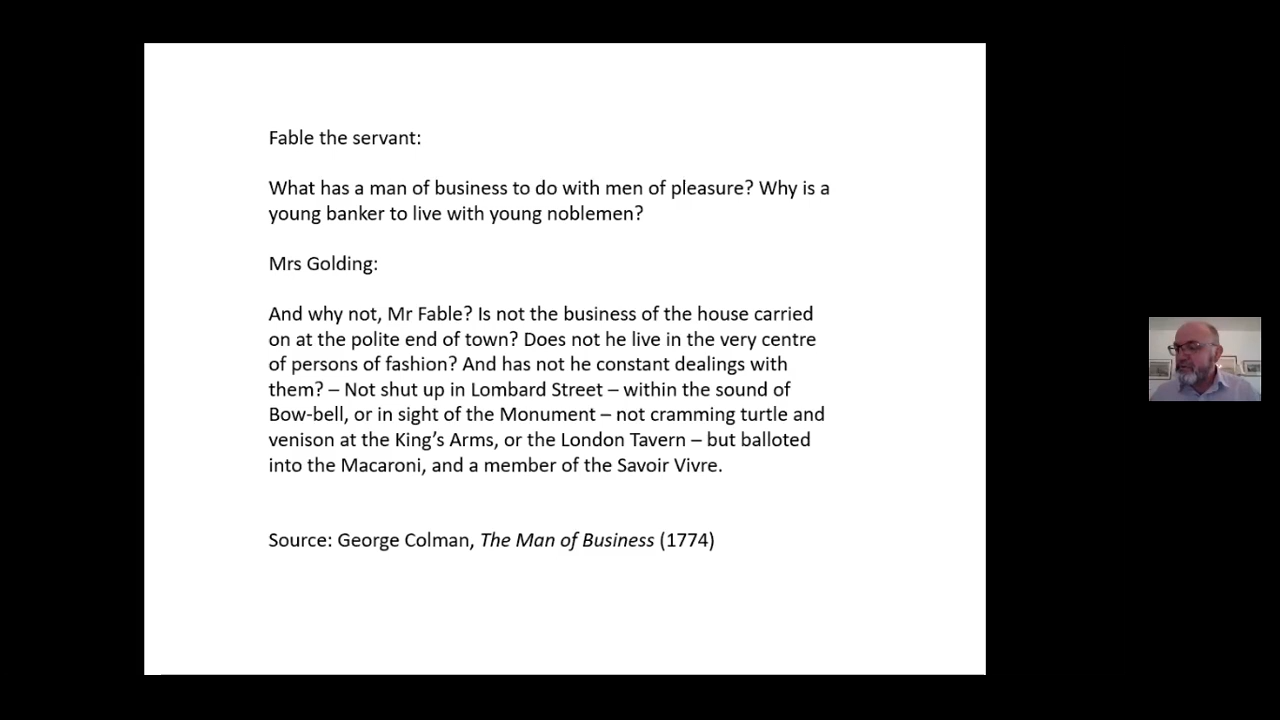 Fable the servant:
What has a man of business to do with men of pleasure? Why is a
young banker to live with young noblemen?
Mrs Golding:
And why not, Mr Fable? Is not the business of the house carried
on at the polite end of town? Does not he live in the very centre
of persons of fashion? And has not he constant dealings with
them? – Not shut up in Lombard Street – within the sound of
Bow-bell, or in sight of the Monument – not cramming turtle and
venison at the King’s Arms, or the London Tavern – but balloted
into the Macaroni, and a member of the Savoir Vivre.
Source: George Colman, The Man of Business (1774)